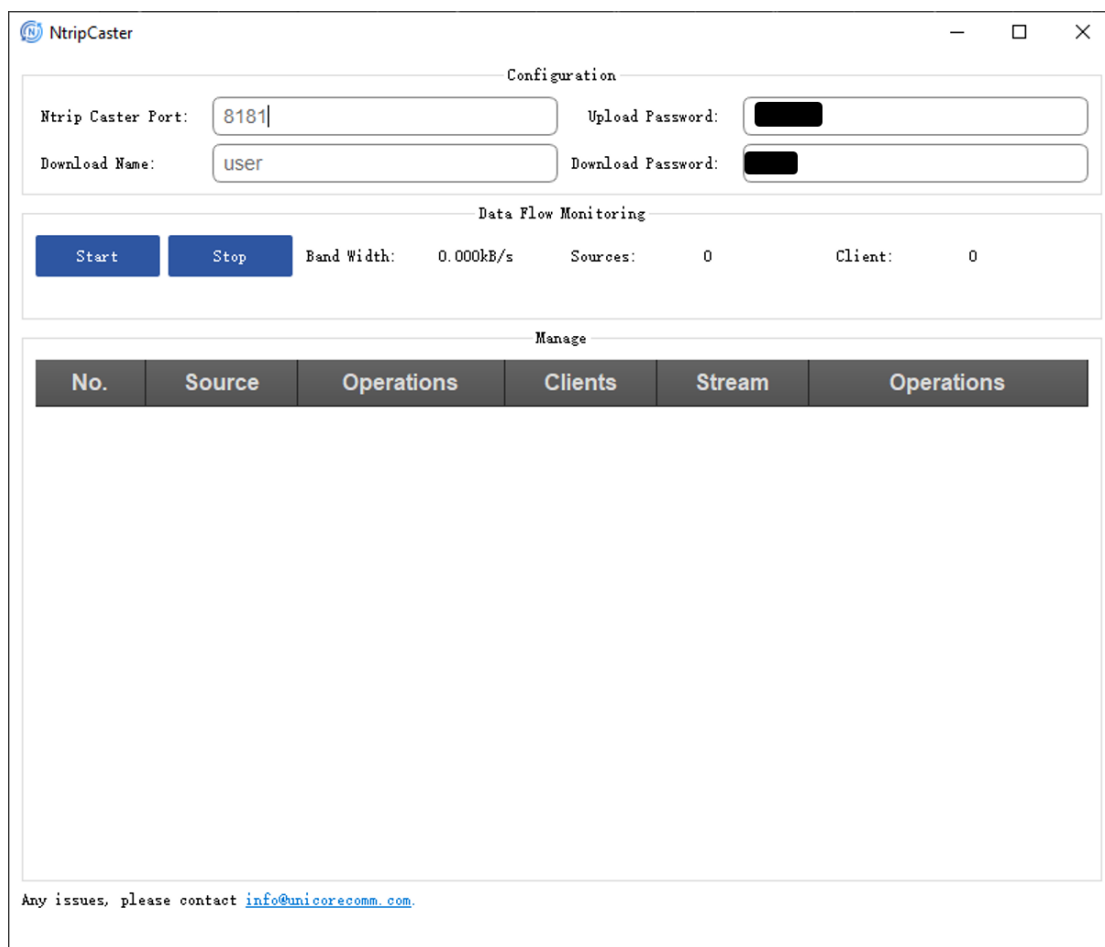 NtripCaster
Configuration
Ntrip Caster Port: 8181 Upload Password:
Download Name: user Download Password:
Data Flow Monitoring
Start Stop Band Width: 0.000kB/s Sources: 0 Client: 0
Manage
No. Source Operations Clients Stream Operations
Any issues, please contact info@unicorecomm.com.